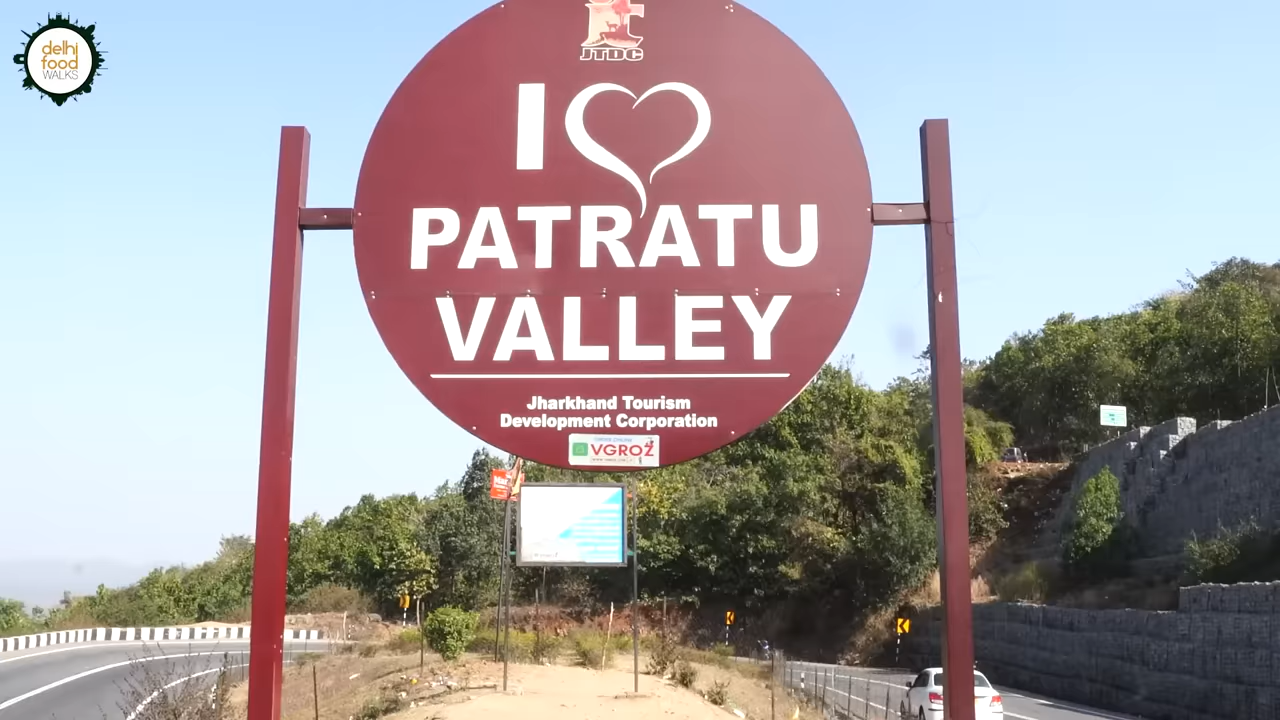 delhi
food
WALKS
JTDC
I
PATRATU
VALLEY
Jharkhand Tourism
Development Corporation
VGROZ